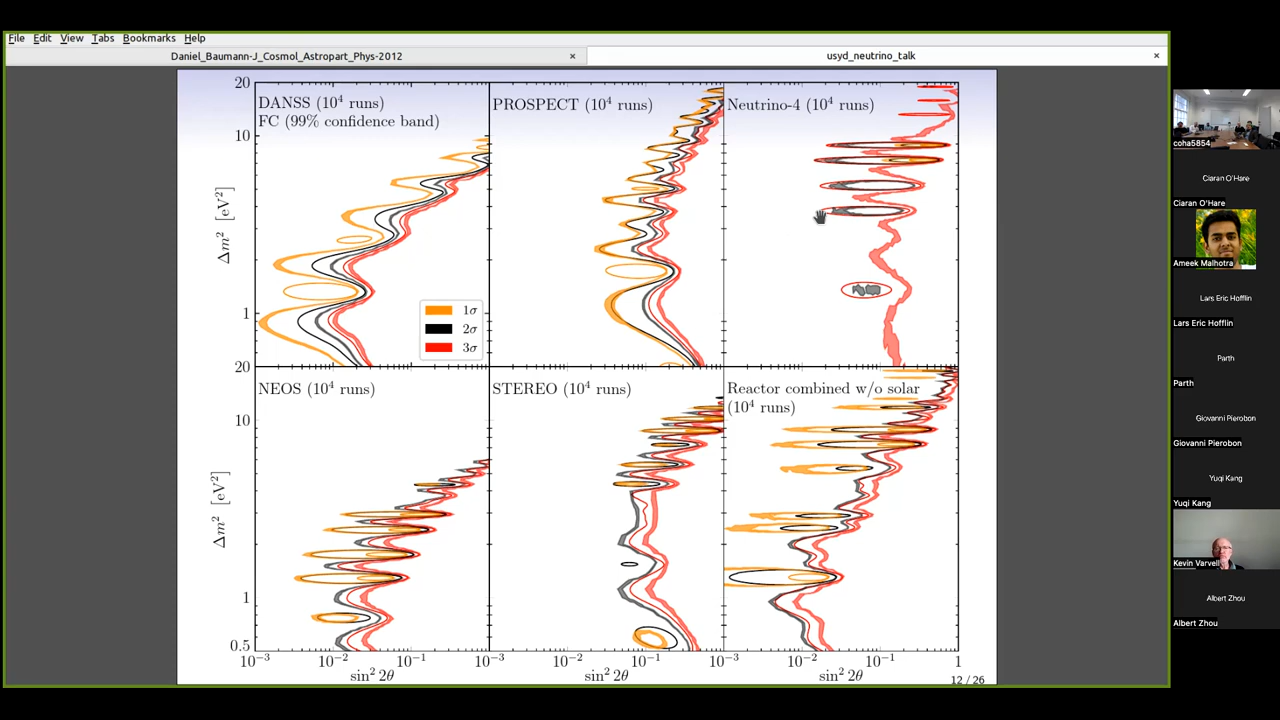 File Edit View Tabs Bookmarks Help
Daniel_Baumann-J_Cosmol_Astropart_Phys-2012 ×
usyd_neutrino_talk ×
20
10
1
Δm² [eV²]
DANSS (10⁴ runs)
FC (99% confidence band)
1σ
2σ
3σ
PROSPECT (10⁴ runs)
Neutrino-4 (10⁴ runs)
20
10
1
0.5
Δm² [eV²]
NEOS (10⁴ runs)
STEREO (10⁴ runs)
Reactor combined w/o solar
(10⁴ runs)
10⁻³ 10⁻² 10⁻¹ 10⁻³ 10⁻² 10⁻¹ 10⁻³ 10⁻² 10⁻¹ 1
sin² 2θ sin² 2θ sin² 2θ
12 / 26
coha5854
Ciaran O'Hare
Ciaran O'Hare
Ameek Malhotra
Lars Eric Hofflin
Lars Eric Hofflin
Parth
Parth
Giovanni Pierobon
Giovanni Pierobon
Yuqi Kang
Yuqi Kang
Kevin Varvell
Albert Zhou
Albert Zhou